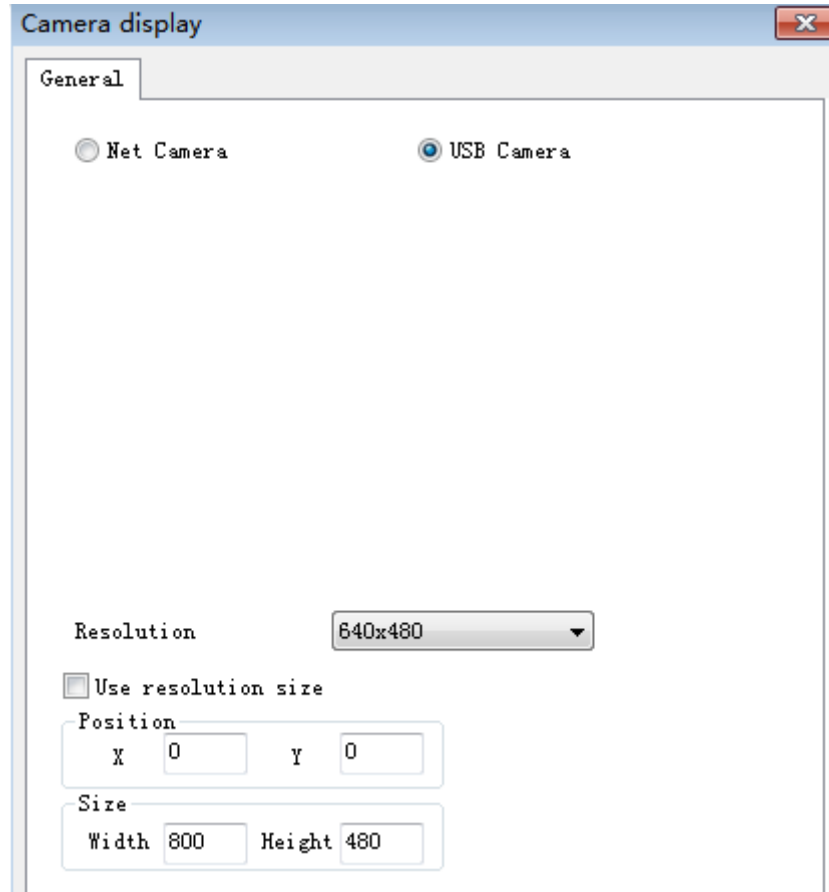 Camera display
General
Net Camera USB Camera
Resolution 640x480
Use resolution size
Position
X 0 Y 0
Size
Width 800 Height 480